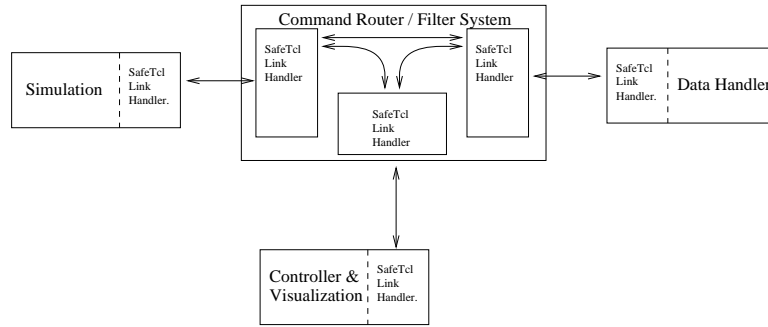 Command Router / Filter System
SafeTcl
Link
Handler
SafeTcl
Link
Handler
SafeTcl
Link
Handler
Simulation
SafeTcl
Link
Handler.
SafeTcl
Link
Handler.
Data Handler
Controller &
Visualization
SafeTcl
Link
Handler.